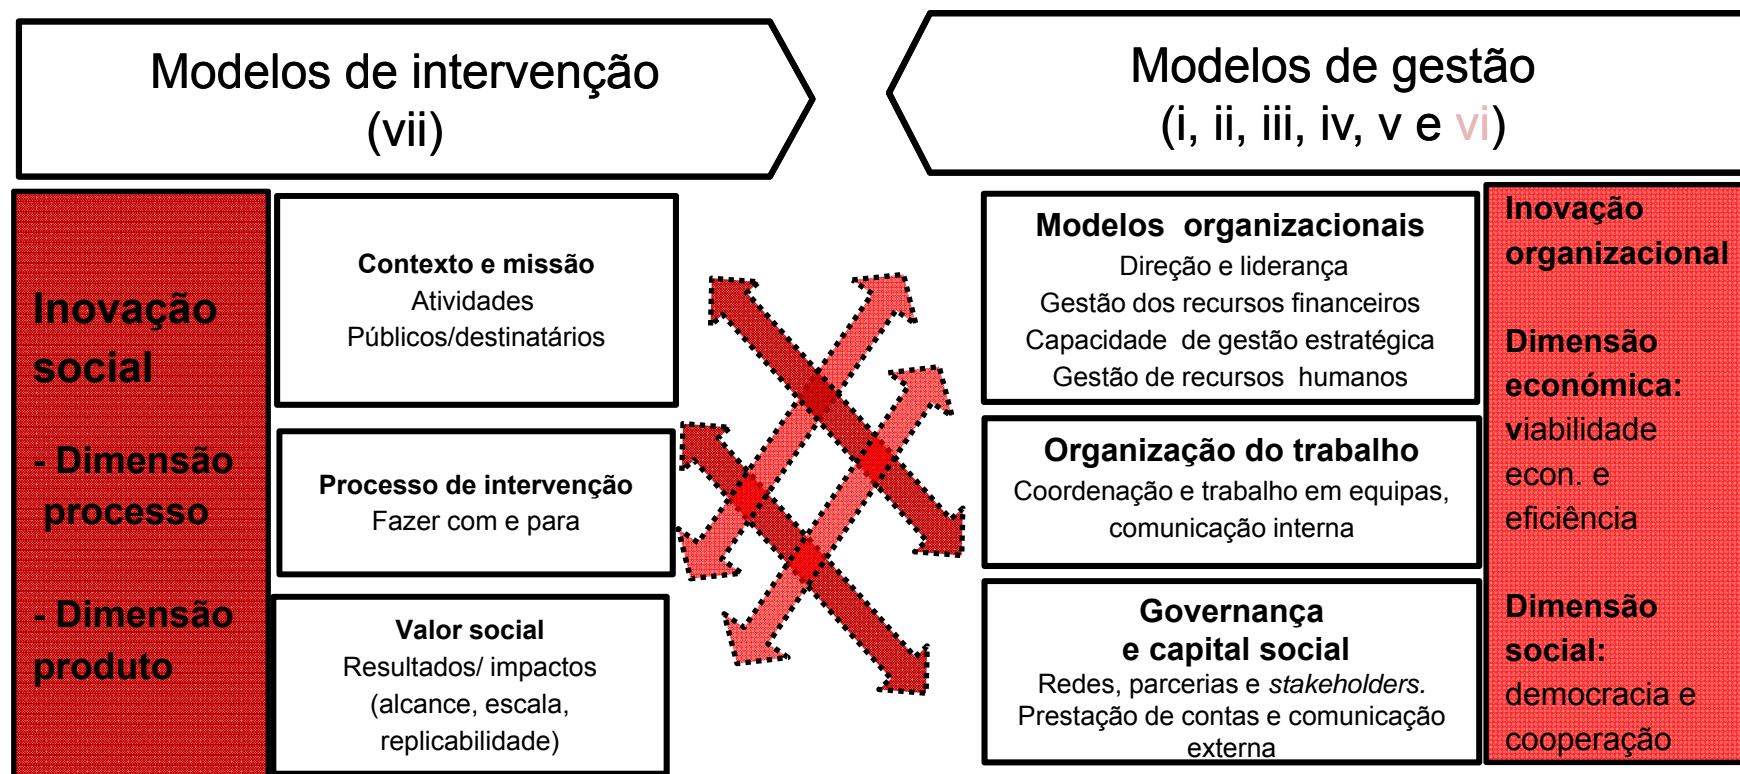 Modelos de intervenção
(vii)
Modelos de gestão
(i, ii, iii, iv, v e vi)
Inovação
social
- Dimensão
processo
- Dimensão
produto
Contexto e missão
Atividades
Públicos/destinatários
Processo de intervenção
Fazer com e para
Valor social
Resultados/ impactos
(alcance, escala,
replicabilidade)
Modelos organizacionais
Direção e liderança
Gestão dos recursos financeiros
Capacidade de gestão estratégica
Gestão de recursos humanos
Organização do trabalho
Coordenação e trabalho em equipas,
comunicação interna
Governança
e capital social
Redes, parcerias e stakeholders.
Prestação de contas e comunicação
externa
Inovação
organizacional
Dimensão
económica:
viabilidade
econ. e
eficiência
Dimensão
social:
democracia e
cooperação